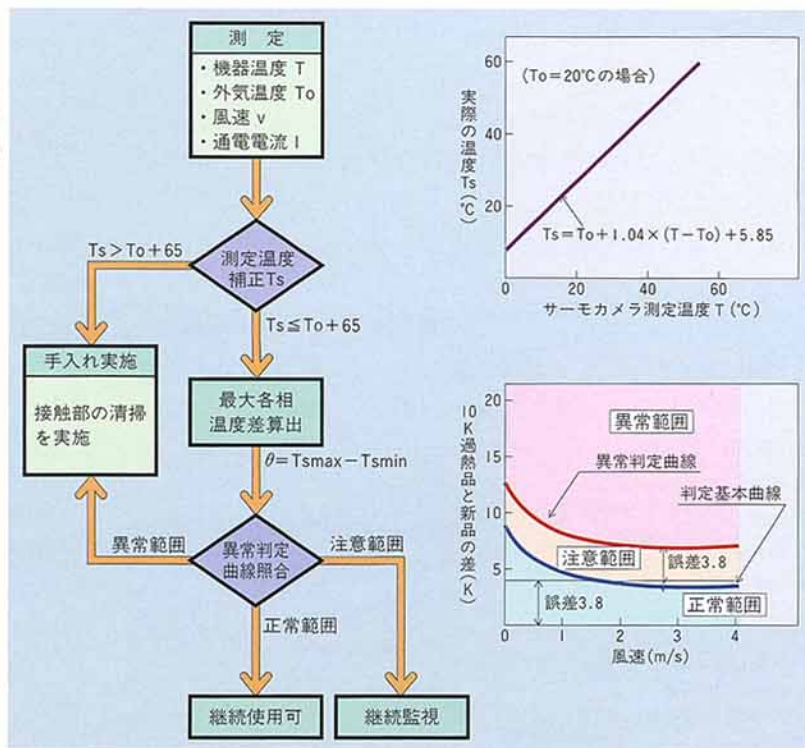 測 定
・機器温度 T
・外気温度 To
・風速 v
・通電電流 I
Ts>To+65
測定温度
補正Ts
Ts≦To+65
手入れ実施
接触部の清掃
を実施
最大各相
温度差算出
θ=Tsmax−Tsmin
異常範囲
異常判定
曲線照合
注意範囲
正常範囲
継続使用可
継続監視
実際の温度Ts(℃)
60
40
20
(To=20℃の場合)
Ts=To+1.04×(T−To)+5.85
0
20
40
60
80
サーモカメラ測定温度 T (℃)
10K過熱品と新品の差(K)
20
15
10
5
異常範囲
異常判定曲線
判定基本曲線
注意範囲
誤差3.8
誤差3.8
正常範囲
0
1
2
3
4
5
風速(m/s)